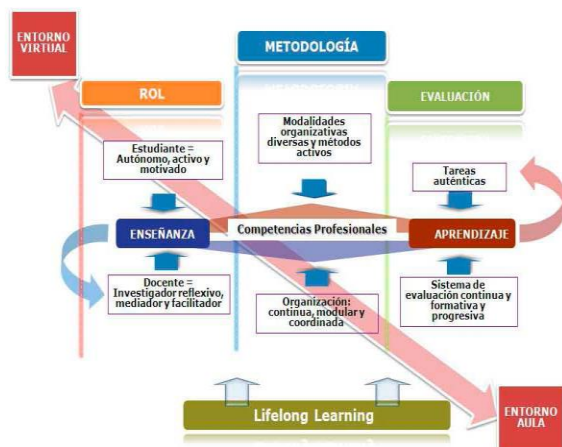 ENTORNO
VIRTUAL
METODOLOGÍA
ROL
EVALUACIÓN
Estudiante =
Autónomo, activo y
motivado
Modalidades
organizativas
diversas y métodos
activos
Tareas
auténticas
ENSEÑANZA
Competencias Profesionales
APRENDIZAJE
Docente =
Investigador reflexivo,
mediador y facilitador
Organización:
continua, modular y
coordinada
Sistema de
evaluación continua y
formativa y
progresiva
Lifelong Learning
ENTORNO
AULA